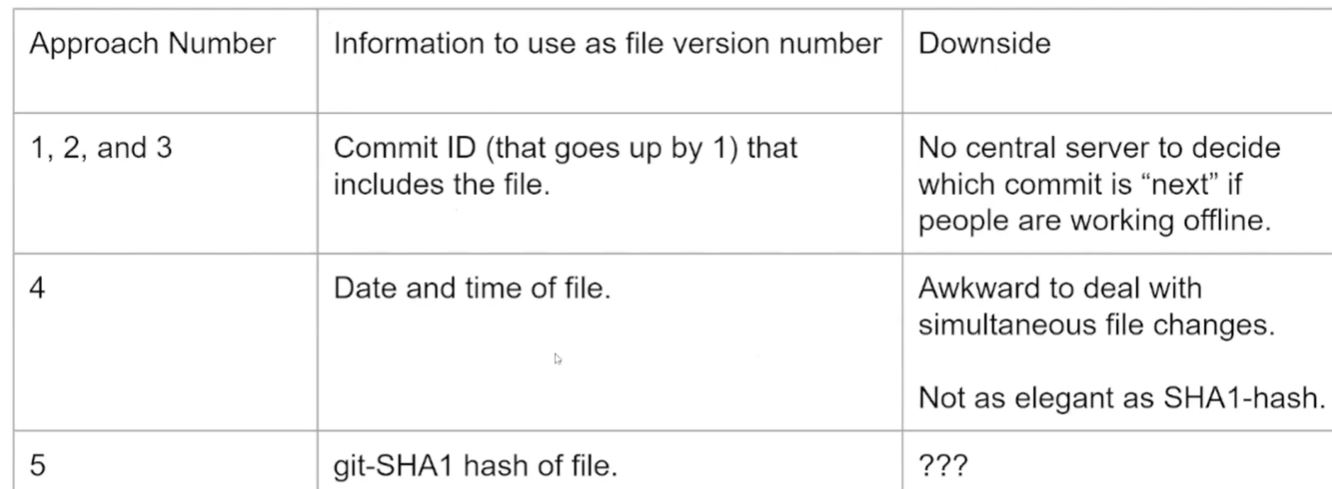 Approach Number
Information to use as file version number
Downside
1, 2, and 3
Commit ID (that goes up by 1) that
includes the file.
No central server to decide
which commit is “next” if
people are working offline.
4
Date and time of file.
Awkward to deal with
simultaneous file changes.
Not as elegant as SHA1-hash.
5
git-SHA1 hash of file.
???